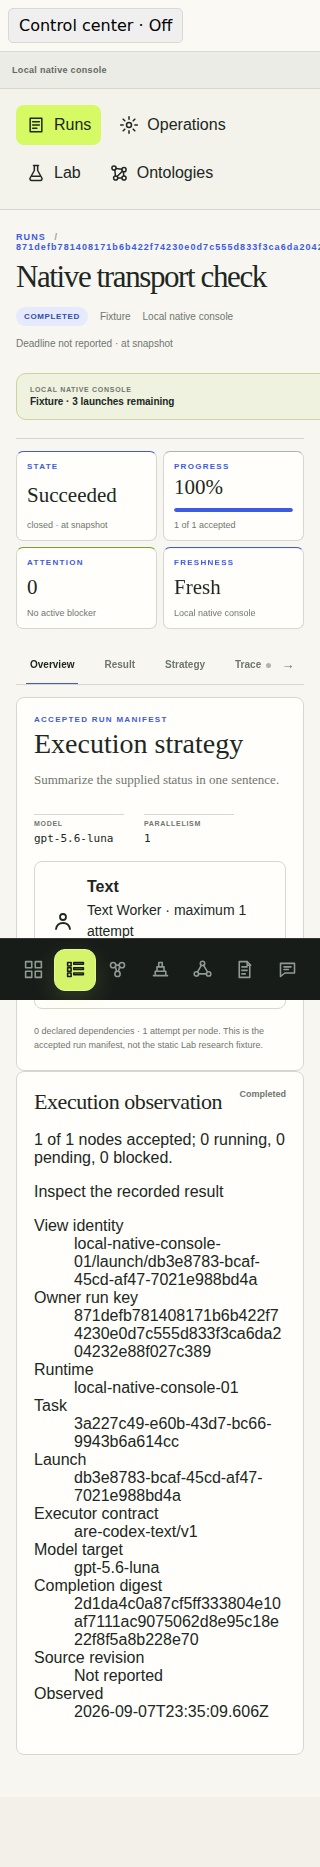 Control center · Off
Local native console
Runs
Operations
Lab
Ontologies
RUNS /
871defb781408171b6b422f74230e0d7c555d833f3ca6da2042
Native transport check
COMPLETED Fixture Local native console
Deadline not reported · at snapshot
LOCAL NATIVE CONSOLE
Fixture · 3 launches remaining
STATE
Succeeded
closed · at snapshot
PROGRESS
100%
1 of 1 accepted
ATTENTION
0
No active blocker
FRESHNESS
Fresh
Local native console
Overview Result Strategy Trace →
ACCEPTED RUN MANIFEST
Execution strategy
Summarize the supplied status in one sentence.
MODEL
gpt-5.6-luna
PARALLELISM
1
Text
Text Worker · maximum 1
attempt
0 declared dependencies · 1 attempt per node. This is the
accepted run manifest, not the static Lab research fixture.
Execution observation
Completed
1 of 1 nodes accepted; 0 running, 0
pending, 0 blocked.
Inspect the recorded result
View identity
local-native-console-
01/launch/db3e8783-bcaf-
45cd-af47-7021e988bd4a
Owner run key
871defb781408171b6b422f7
4230e0d7c555d833f3ca6da2
04232e88f027c389
Runtime
local-native-console-01
Task
3a227c49-e60b-43d7-bc66-
9943b6a614cc
Launch
db3e8783-bcaf-45cd-af47-
7021e988bd4a
Executor contract
are-codex-text/v1
Model target
gpt-5.6-luna
Completion digest
2d1da4c0a87cf5ff333804e10
af7111ac9075062d8e95c18e
22f8f5a8b228e70
Source revision
Not reported
Observed
2026-09-07T23:35:09.606Z